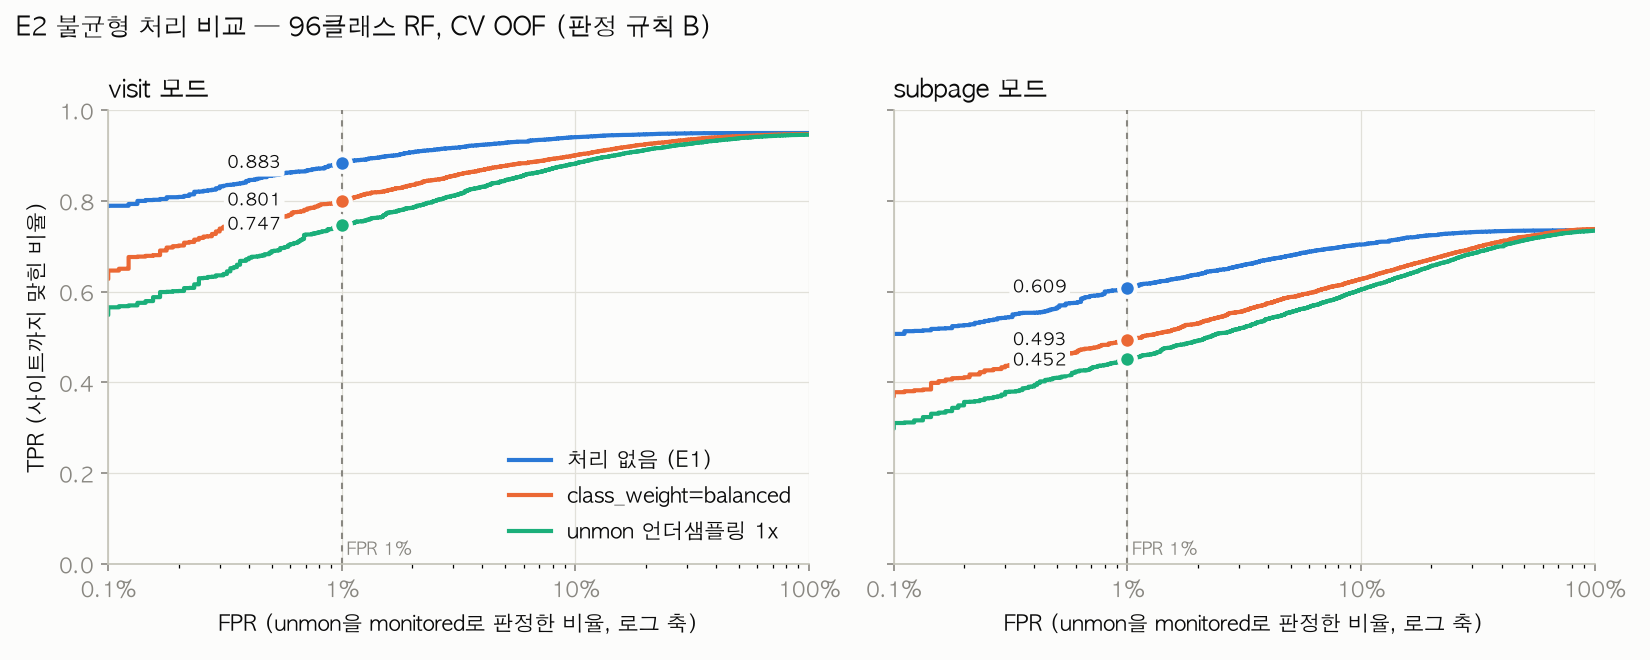 E2 불균형 처리 비교 — 96클래스 RF, CV OOF (판정 규칙 B)
visit 모드
1.0
0.8
0.6
0.4
0.2
0.0
TPR (사이트까지 맞힌 비율)
0.883
0.801
0.747
처리 없음 (E1)
class_weight=balanced
unmon 언더샘플링 1x
FPR 1%
0.1%
1%
10%
100%
FPR (unmon을 monitored로 판정한 비율, 로그 축)
subpage 모드
0.609
0.493
0.452
FPR 1%
0.1%
1%
10%
100%
FPR (unmon을 monitored로 판정한 비율, 로그 축)